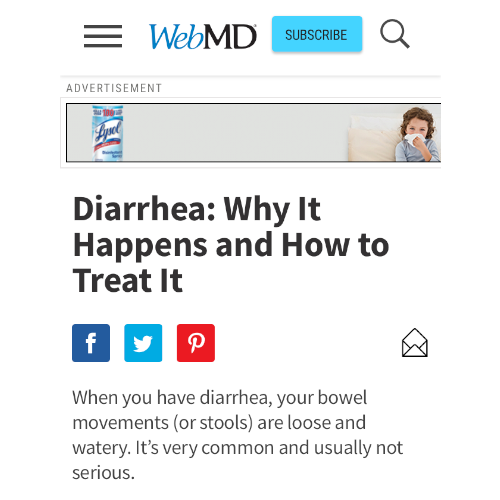 WebMD
SUBSCRIBE
ADVERTISEMENT
Lysol
Diarrhea: Why It
Happens and How to
Treat It
When you have diarrhea, your bowel
movements (or stools) are loose and
watery. It’s very common and usually not
serious.